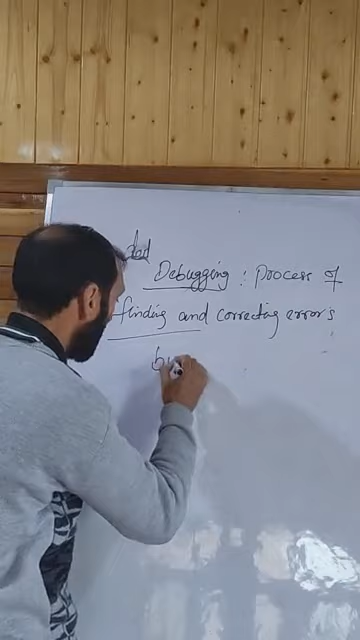 Debugging : Process of
finding and correcting errors